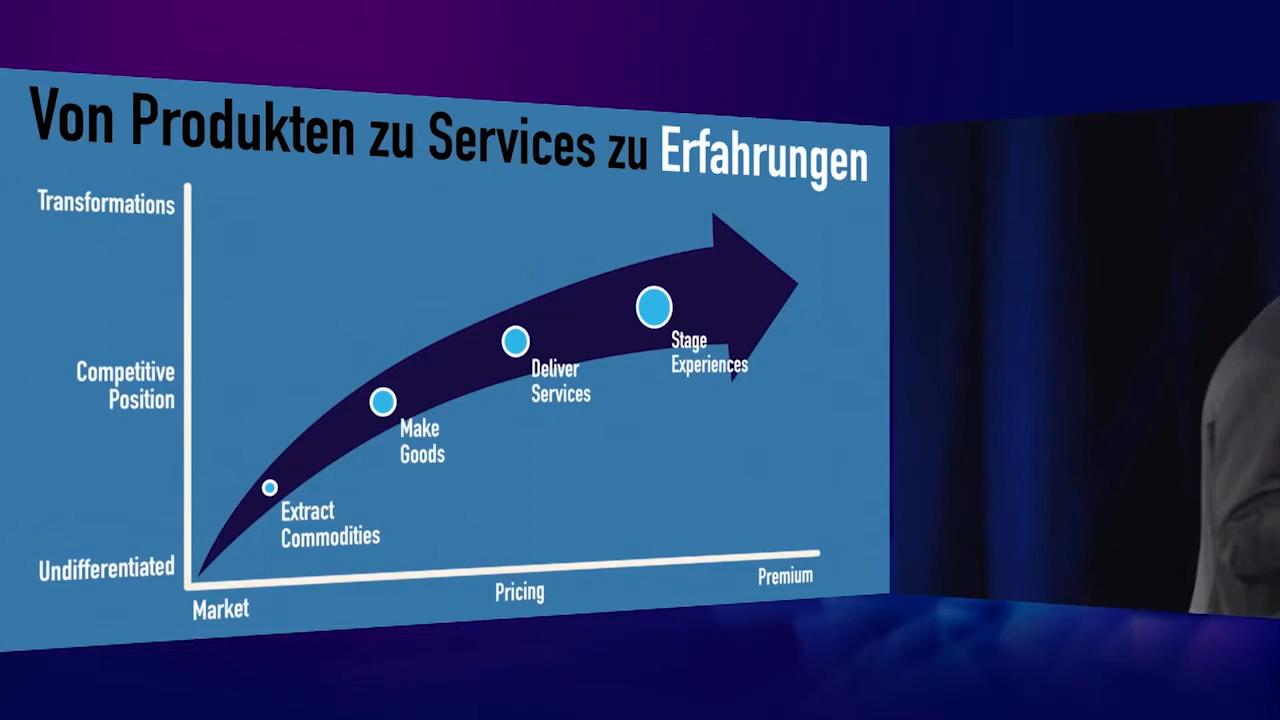 Von Produkten zu Services zu Erfahrungen
Transformations
Competitive
Position
Undifferentiated
Extract
Commodities
Make
Goods
Deliver
Services
Stage
Experiences
Market
Pricing
Premium